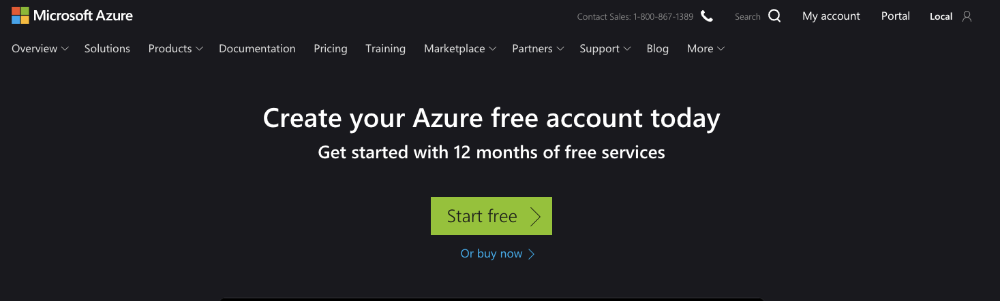 Microsoft Azure Contact Sales: 1-800-867-1389 Search My account Portal Local
Overview Solutions Products Documentation Pricing Training Marketplace Partners Support Blog More
Create your Azure free account today
Get started with 12 months of free services
Start free
Or buy now